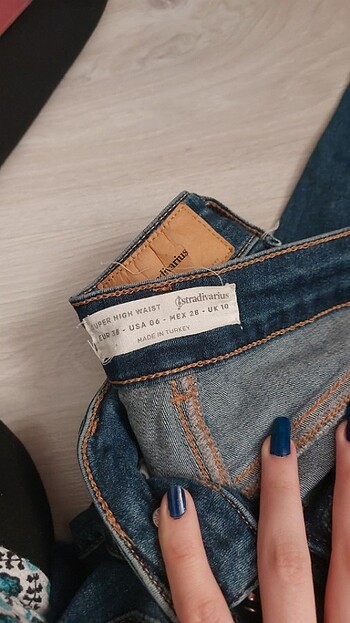 stradivarius
SUPER HIGH WAIST stradivarius
EUR 38 - USA 06 - MEX 28 - UK 10
MADE IN TURKEY